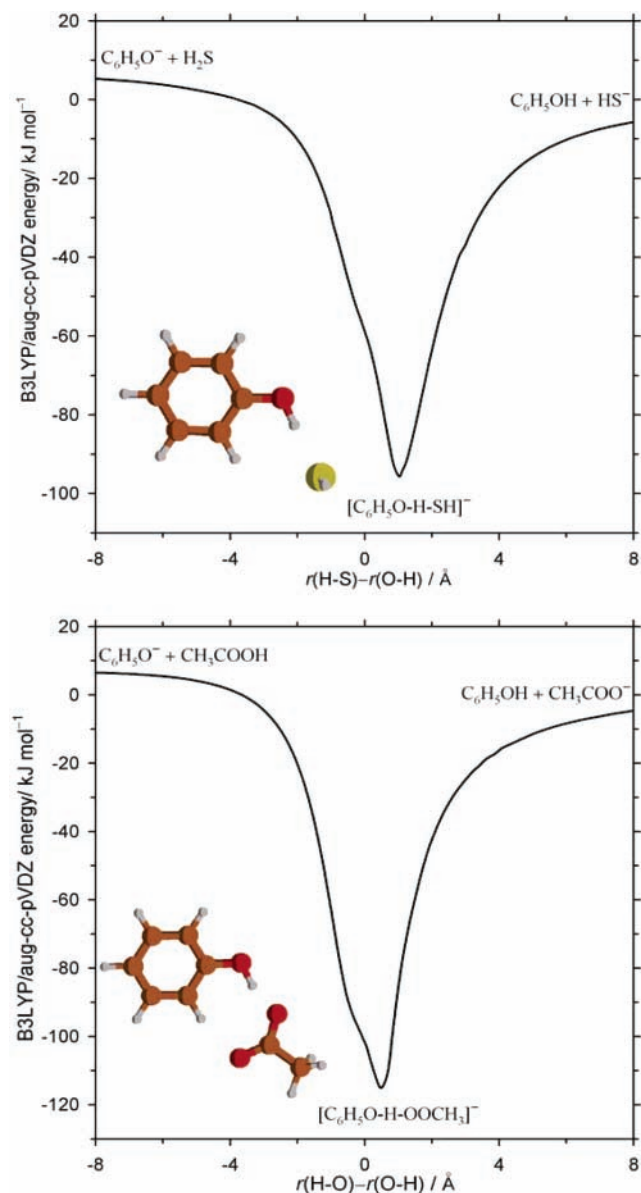 20
C₆H₅O⁻ + H₂S
0
C₆H₅OH + HS⁻
-20
-40
-60
-80
-100
[C₆H₅O-H-SH]⁻
-8 -4 0 4 8
r(H-S)–r(O-H) / Å
B3LYP/aug-cc-pVDZ energy/ kJ mol⁻¹
20
C₆H₅O⁻ + CH₃COOH
0
C₆H₅OH + CH₃COO⁻
-20
-40
-60
-80
-100
-120
[C₆H₅O-H-OOCH₃]⁻
-8 -4 0 4 8
r(H-O)–r(O-H) / Å
B3LYP/aug-cc-pVDZ energy/ kJ mol⁻¹